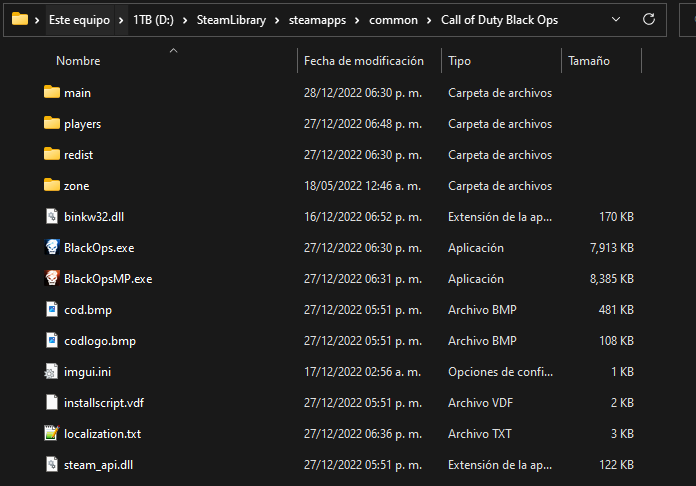 Este equipo > 1TB (D:) > SteamLibrary > steamapps > common > Call of Duty Black Ops
Nombre Fecha de modificación Tipo Tamaño
main 28/12/2022 06:30 p. m. Carpeta de archivos
players 27/12/2022 06:48 p. m. Carpeta de archivos
redist 27/12/2022 06:30 p. m. Carpeta de archivos
zone 18/05/2022 12:46 a. m. Carpeta de archivos
binkw32.dll 16/12/2022 06:52 p. m. Extensión de la ap... 170 KB
BlackOps.exe 27/12/2022 06:30 p. m. Aplicación 7,913 KB
BlackOpsMP.exe 27/12/2022 06:31 p. m. Aplicación 8,385 KB
cod.bmp 27/12/2022 05:51 p. m. Archivo BMP 481 KB
codlogo.bmp 27/12/2022 05:51 p. m. Archivo BMP 108 KB
imgui.ini 17/12/2022 02:56 a. m. Opciones de confi... 1 KB
installscript.vdf 27/12/2022 05:51 p. m. Archivo VDF 2 KB
localization.txt 27/12/2022 06:36 p. m. Archivo TXT 3 KB
steam_api.dll 27/12/2022 05:51 p. m. Extensión de la ap... 122 KB